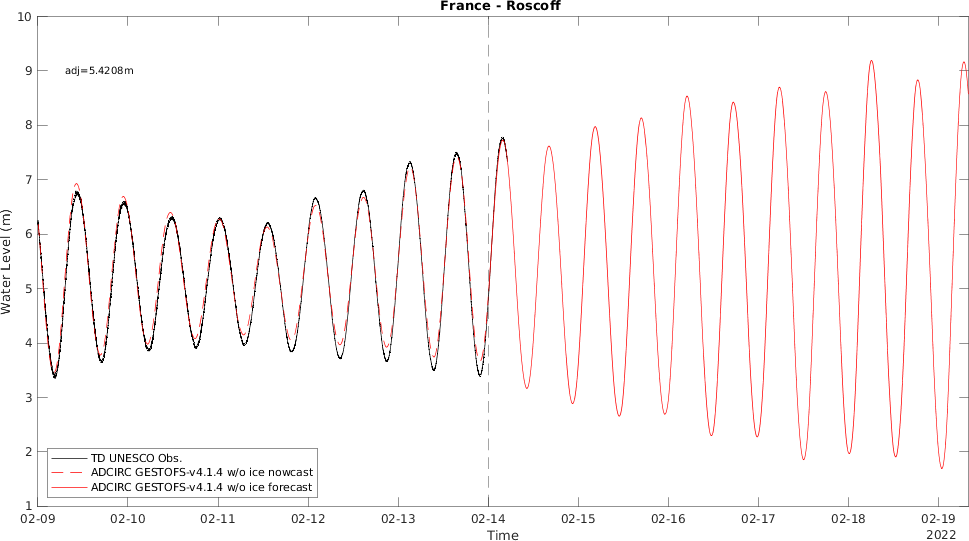 France - Roscoff
10
9
8
7
6
5
4
3
2
1
Water Level (m)
adj=5.4208m
TD UNESCO Obs.
ADCIRC GESTOFS-v4.1.4 w/o ice nowcast
ADCIRC GESTOFS-v4.1.4 w/o ice forecast
02-09 02-10 02-11 02-12 02-13 02-14 02-15 02-16 02-17 02-18 02-19
Time
2022